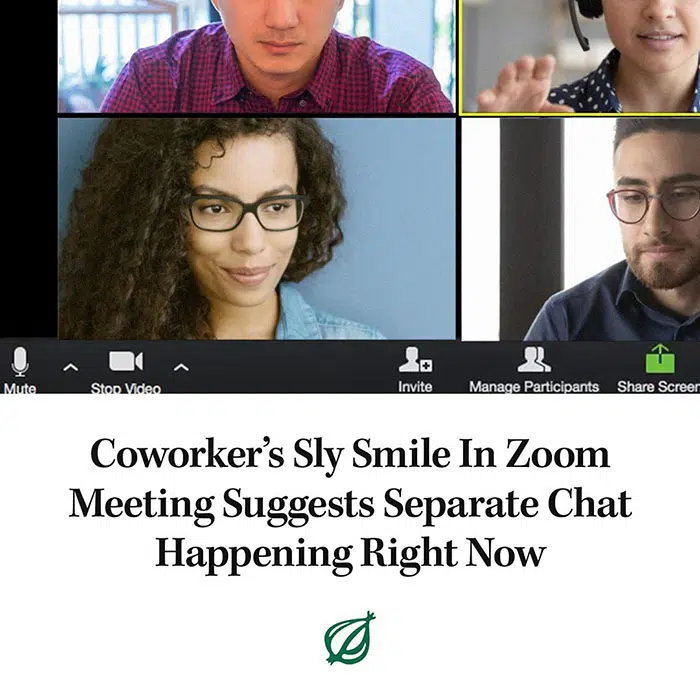 Mute
Stop Video
Invite
Manage Participants
Share Screen
Coworker's Sly Smile In Zoom
Meeting Suggests Separate Chat
Happening Right Now